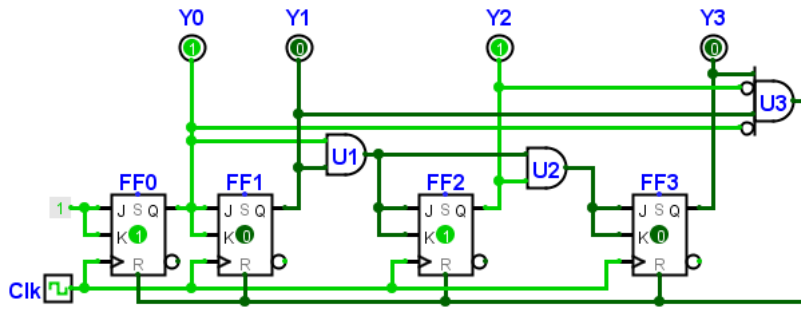 Y0 Y1 Y2 Y3
1 0 1 0
U3
U1 U2
FF0 FF1 FF2 FF3
1 J S Q J S Q J S Q J S Q
K 1 K 0 K 1 K 0
R R R R
Clk